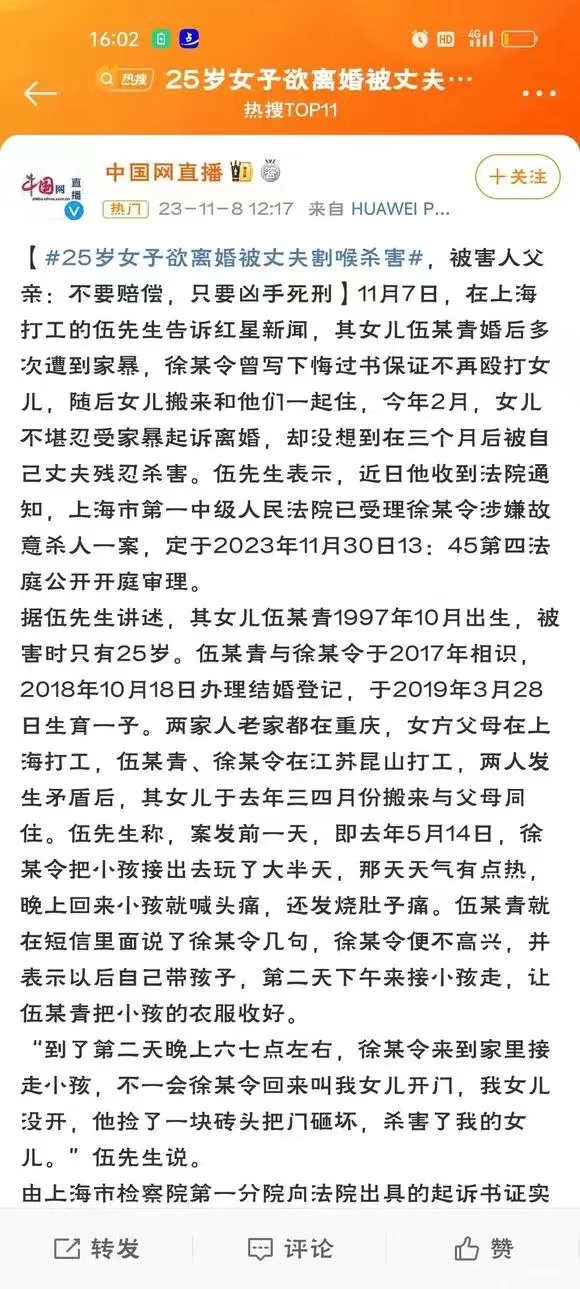 16:02 HD 4G
热搜 25岁女子欲离婚被丈夫…
热搜TOP11
中国网 直播
中国网直播
+关注
热门 23-11-8 12:17 来自 HUAWEI P...
【#25岁女子欲离婚被丈夫割喉杀害#，被害人父
亲：不要赔偿，只要凶手死刑】11月7日，在上海
打工的伍先生告诉红星新闻，其女儿伍某青婚后多
次遭到家暴，徐某令曾写下悔过书保证不再殴打女
儿，随后女儿搬来和他们一起住，今年2月，女儿
不堪忍受家暴起诉离婚，却没想到在三个月后被自
己丈夫残忍杀害。伍先生表示，近日他收到法院通
知，上海市第一中级人民法院已受理徐某令涉嫌故
意杀人一案，定于2023年11月30日13：45第四法
庭公开开庭审理。
据伍先生讲述，其女儿伍某青1997年10月出生，被
害时只有25岁。伍某青与徐某令于2017年相识，
2018年10月18日办理结婚登记，于2019年3月28
日生育一子。两家人老家都在重庆，女方父母在上
海打工，伍某青、徐某令在江苏昆山打工，两人发
生矛盾后，其女儿于去年三四月份搬来与父母同
住。伍先生称，案发前一天，即去年5月14日，徐
某令把小孩接出去玩了大半天，那天天气有点热，
晚上回来小孩就喊头痛，还发烧肚子痛。伍某青就
在短信里面说了徐某令几句，徐某令便不高兴，并
表示以后自己带孩子，第二天下午来接小孩走，让
伍某青把小孩的衣服收好。
“到了第二天晚上六七点左右，徐某令来到家里接
走小孩，不一会徐某令回来叫我女儿开门，我女儿
没开，他捡了一块砖头把门砸坏，杀害了我的女
儿。”伍先生说。
由上海市检察院第一分院向法院出具的起诉书证实
转发 评论 赞